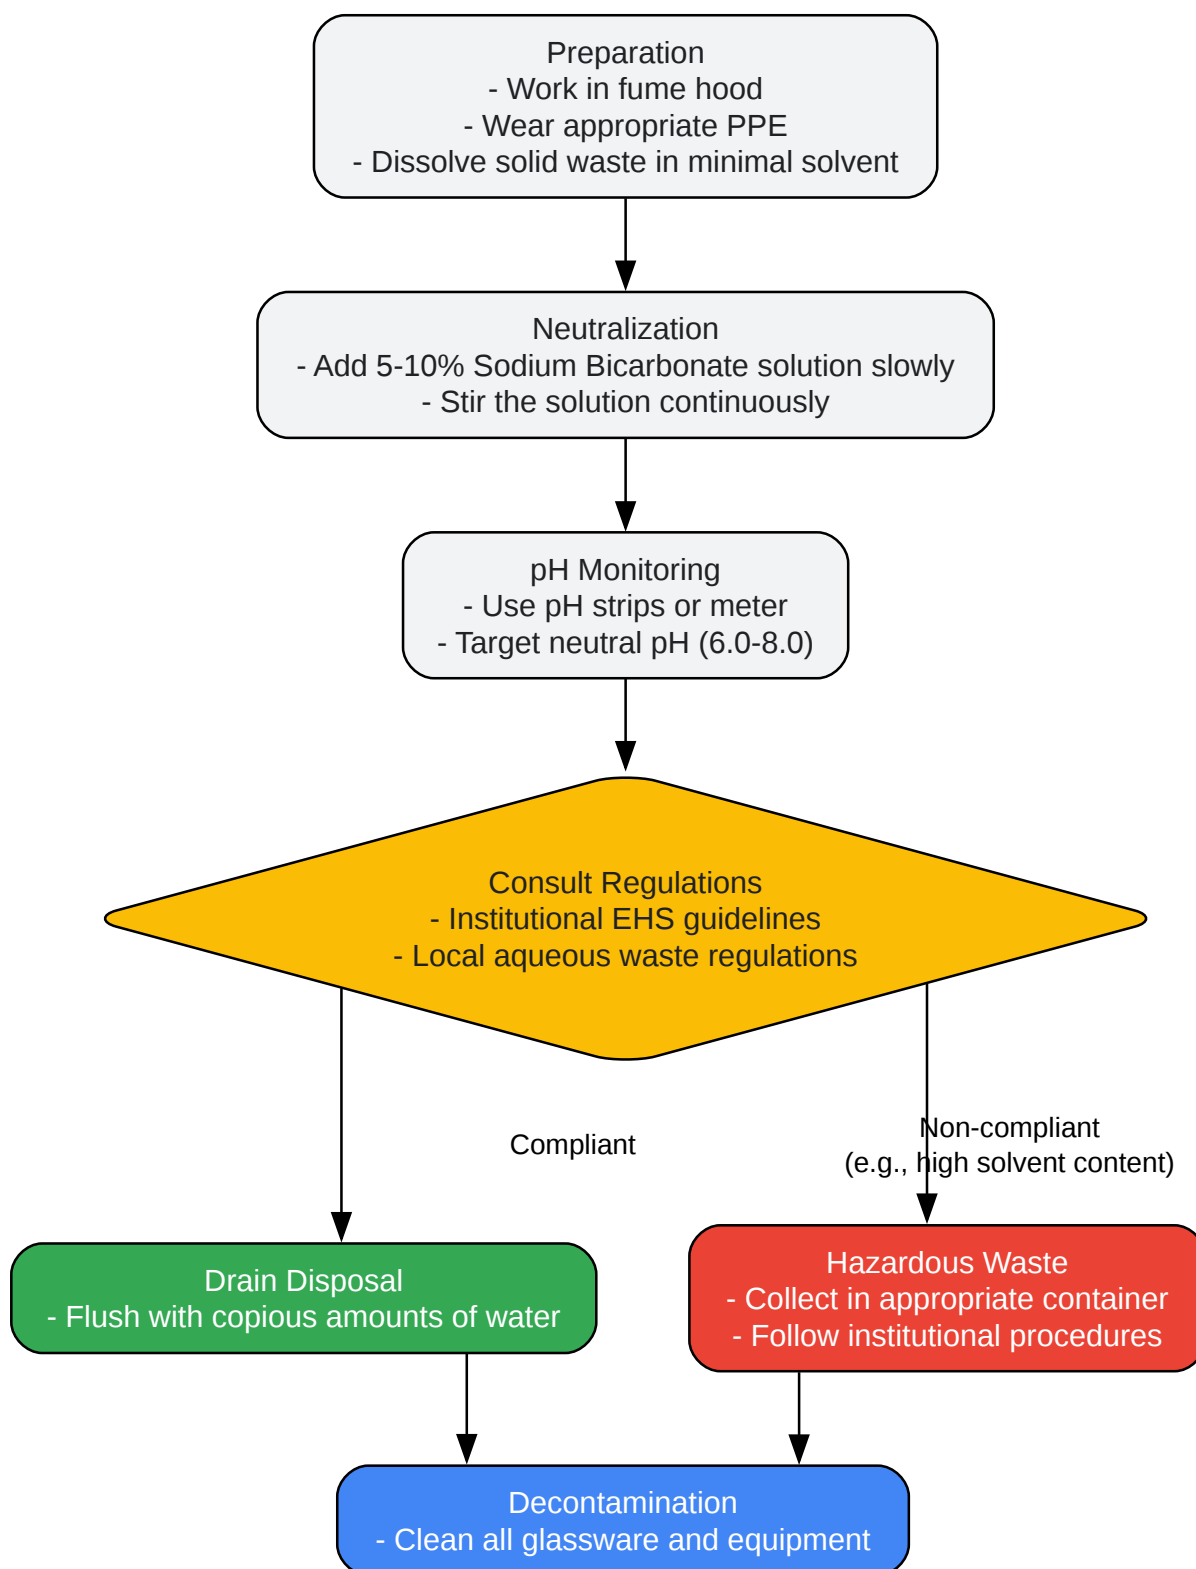 Preparation
- Work in fume hood
- Wear appropriate PPE
- Dissolve solid waste in minimal solvent
Neutralization
- Add 5-10% Sodium Bicarbonate solution slowly
- Stir the solution continuously
pH Monitoring
- Use pH strips or meter
- Target neutral pH (6.0-8.0)
Consult Regulations
- Institutional EHS guidelines
- Local aqueous waste regulations
Compliant
Non-compliant
(e.g., high solvent content)
Drain Disposal
- Flush with copious amounts of water
Hazardous Waste
- Collect in appropriate container
- Follow institutional procedures
Decontamination
- Clean all glassware and equipment